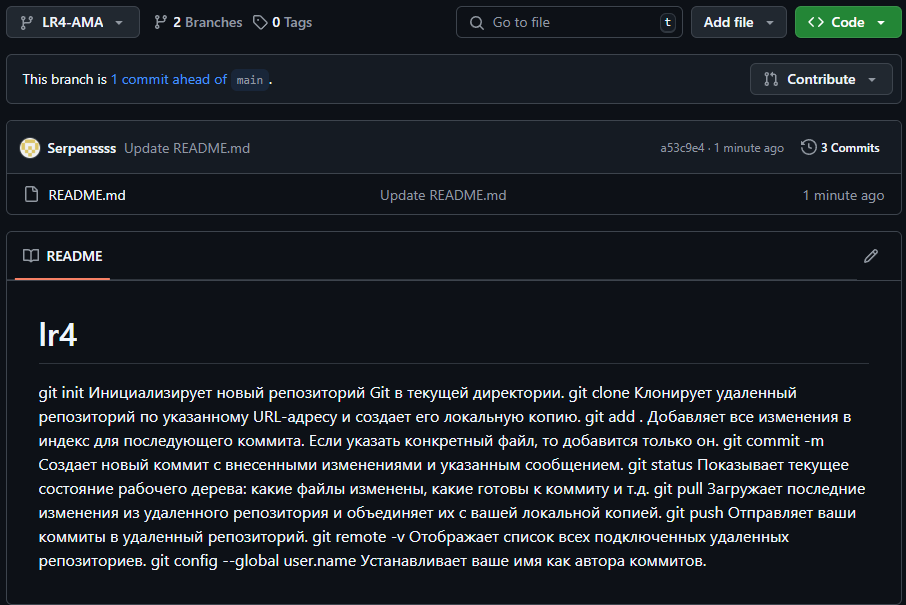 LR4-AMA 2 Branches 0 Tags Go to file t Add file Code
This branch is 1 commit ahead of main. Contribute
Serpenssss Update README.md a53c9e4 · 1 minute ago 3 Commits
README.md Update README.md 1 minute ago
README
lr4
git init Инициализирует новый репозиторий Git в текущей директории. git clone Клонирует удаленный
репозиторий по указанному URL-адресу и создает его локальную копию. git add . Добавляет все изменения в
индекс для последующего коммита. Если указать конкретный файл, то добавится только он. git commit -m
Создает новый коммит с внесенными изменениями и указанным сообщением. git status Показывает текущее
состояние рабочего дерева: какие файлы изменены, какие готовы к коммиту и т.д. git pull Загружает последние
изменения из удаленного репозитория и объединяет их с вашей локальной копией. git push Отправляет ваши
коммиты в удаленный репозиторий. git remote -v Отображает список всех подключенных удаленных
репозиториев. git config --global user.name Устанавливает ваше имя как автора коммитов.